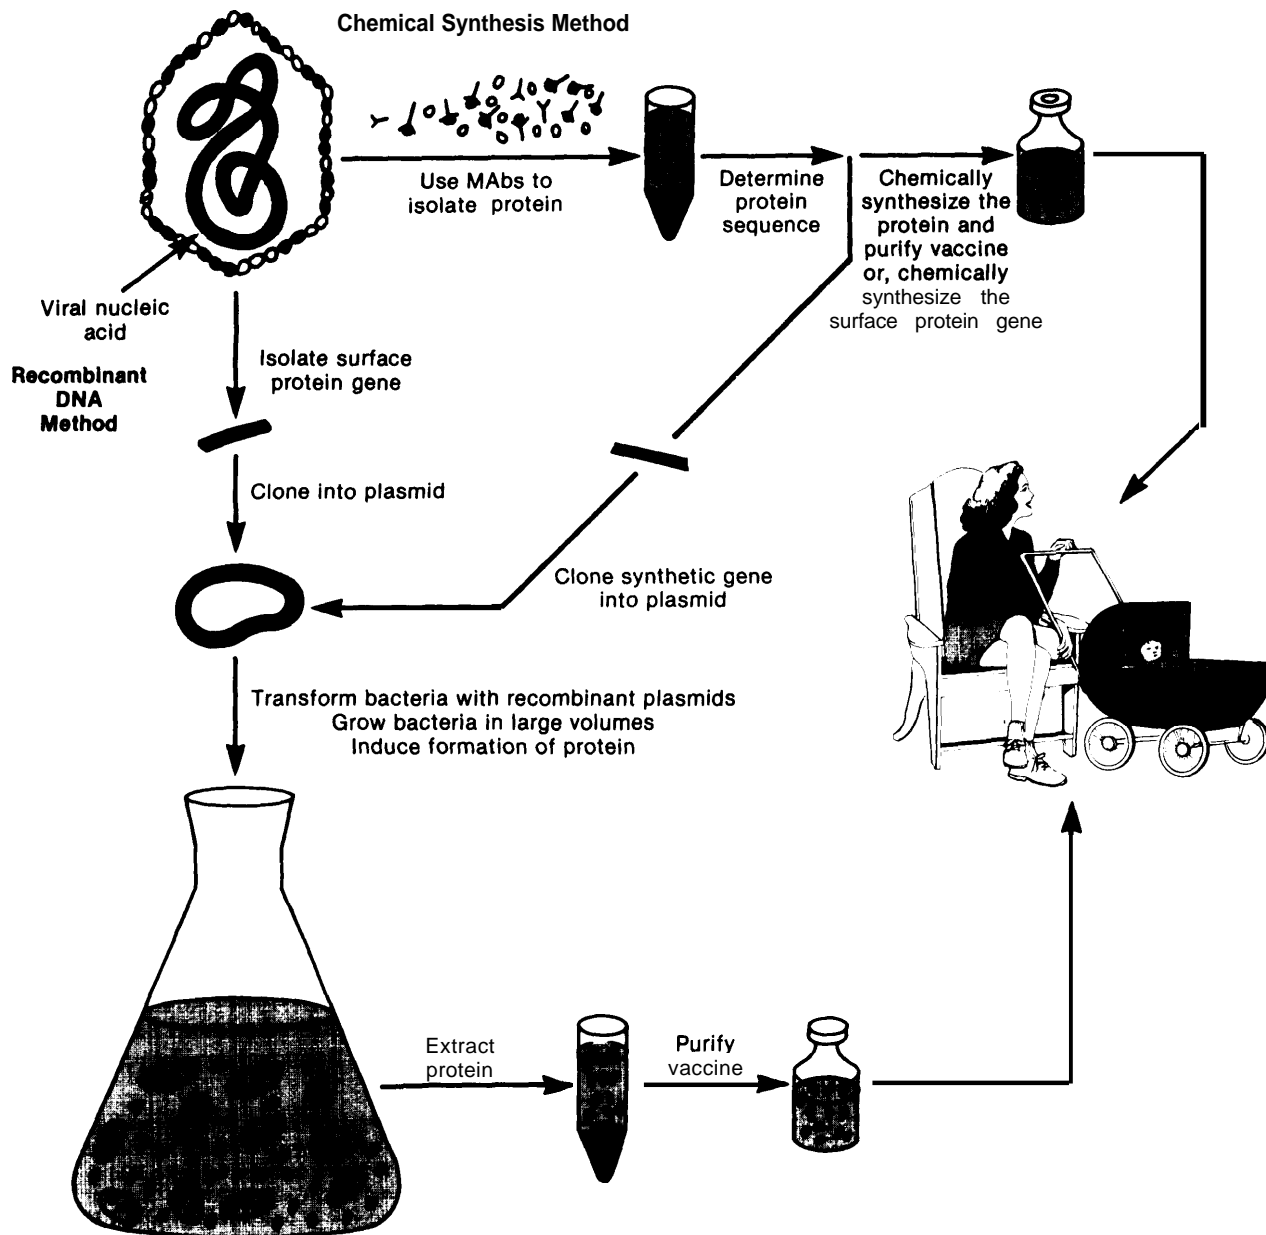 Chemical Synthesis Method
Use MAbs to
isolate protein
Determine
protein
sequence
Chemically
synthesize the
protein and
purify vaccine
or, chemically
synthesize the
surface protein gene
Viral nucleic
acid
Recombinant
DNA
Method
Isolate surface
protein gene
Clone into plasmid
Clone synthetic gene
into plasmid
Transform bacteria with recombinant plasmids
Grow bacteria in large volumes
Induce formation of protein
Extract
protein
Purify
vaccine